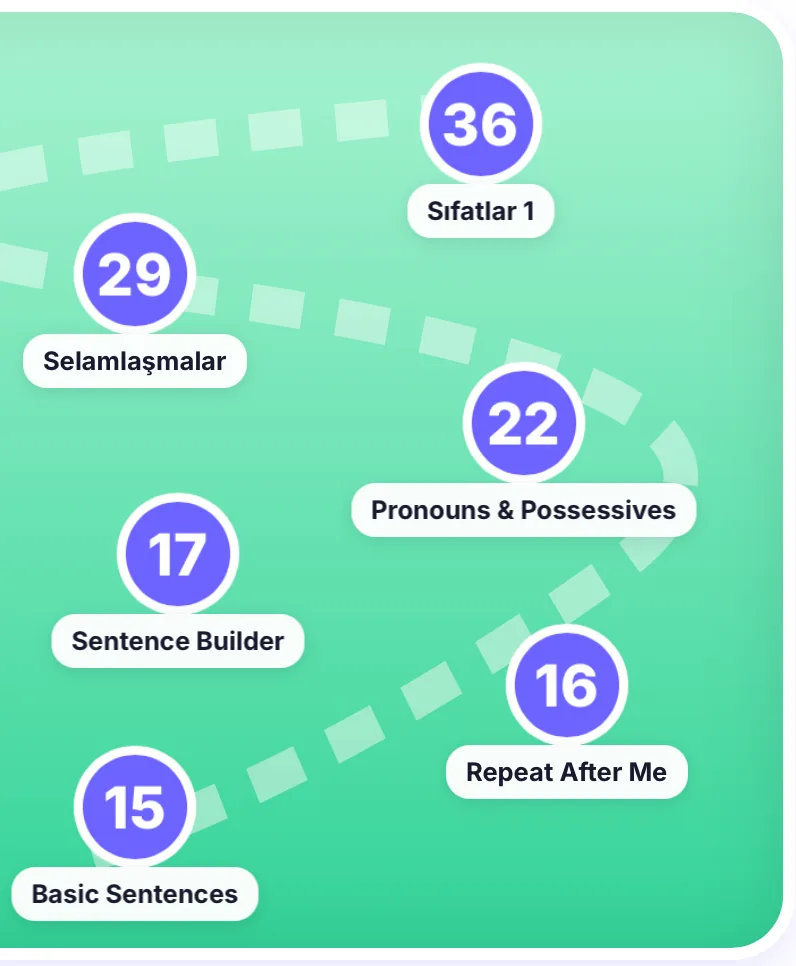 36
Sıfatlar 1
29
Selamlaşmalar
22
Pronouns & Possessives
17
Sentence Builder
16
Repeat After Me
15
Basic Sentences